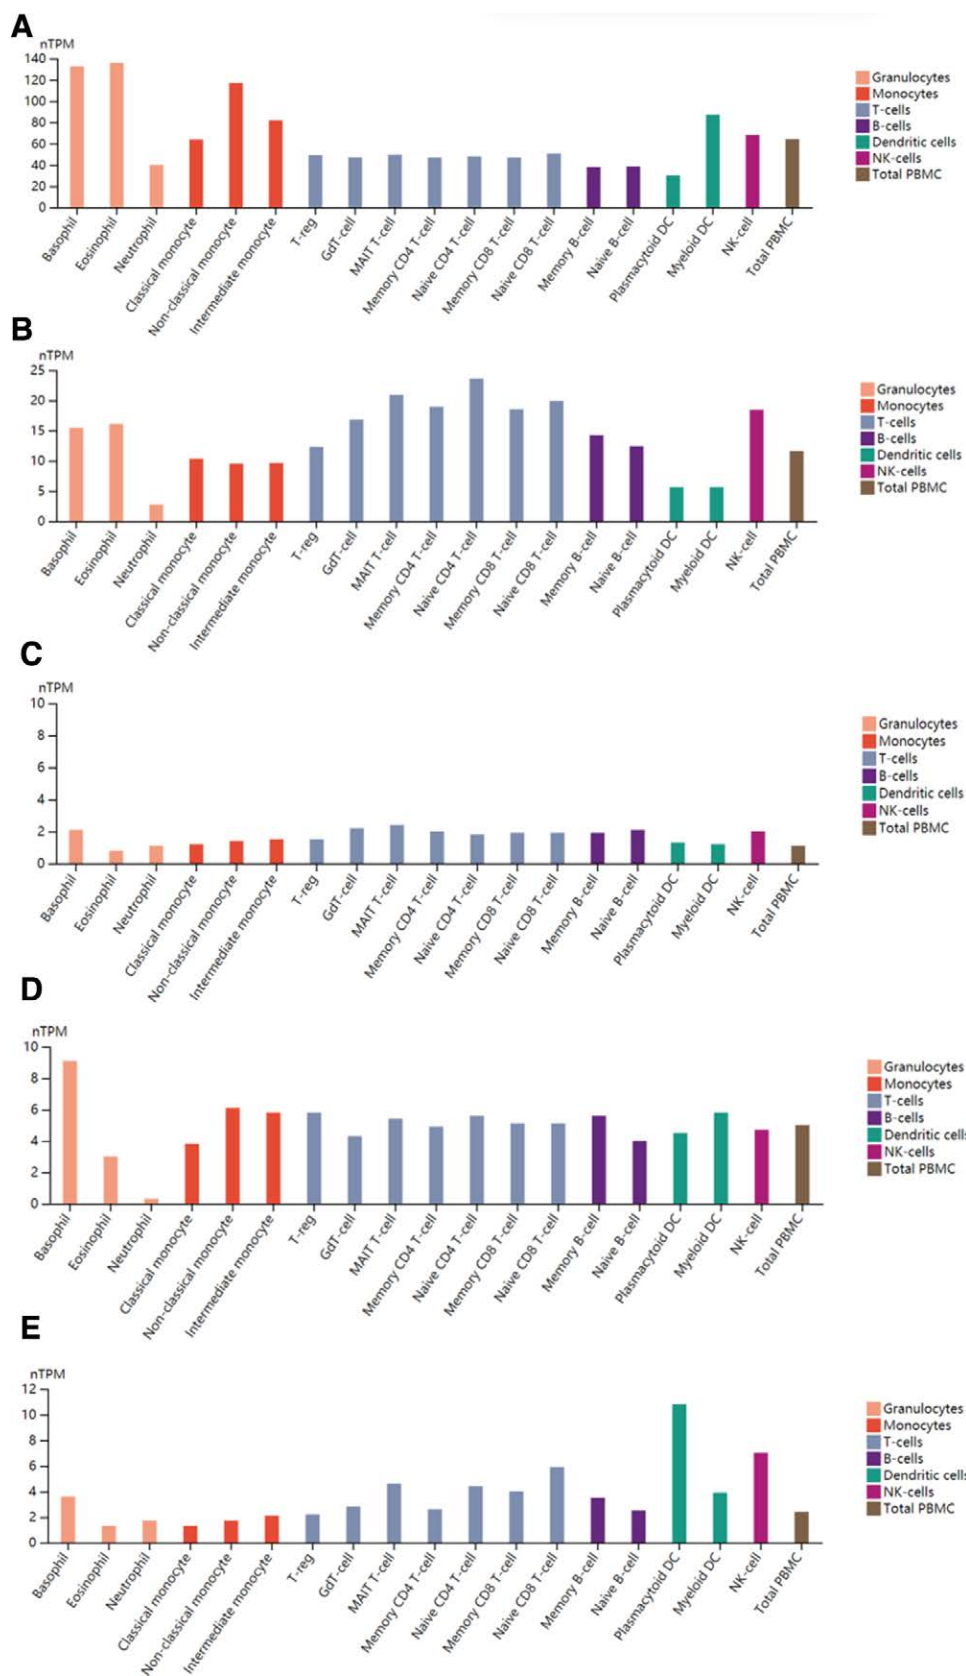 A
nTPM
140
120
100
80
60
40
20
0
Basophil
Eosinophil
Neutrophil
Classical monocyte
Non-classical monocyte
Intermediate monocyte
T-reg
GdT-cell
MAIT T-cell
Memory CD4 T-cell
Naive CD4 T-cell
Memory CD8 T-cell
Naive CD8 T-cell
Memory B-cell
Naive B-cell
Plasmacytoid DC
Myeloid DC
NK-cell
Total PBMC
Granulocytes
Monocytes
T-cells
B-cells
Dendritic cells
NK-cells
Total PBMC
B
nTPM
25
20
15
10
5
0
Basophil
Eosinophil
Neutrophil
Classical monocyte
Non-classical monocyte
Intermediate monocyte
T-reg
GdT-cell
MAIT T-cell
Memory CD4 T-cell
Naive CD4 T-cell
Memory CD8 T-cell
Naive CD8 T-cell
Memory B-cell
Naive B-cell
Plasmacytoid DC
Myeloid DC
NK-cell
Total PBMC
Granulocytes
Monocytes
T-cells
B-cells
Dendritic cells
NK-cells
Total PBMC
C
nTPM
10
8
6
4
2
0
Basophil
Eosinophil
Neutrophil
Classical monocyte
Non-classical monocyte
Intermediate monocyte
T-reg
GdT-cell
MAIT T-cell
Memory CD4 T-cell
Naive CD4 T-cell
Memory CD8 T-cell
Naive CD8 T-cell
Memory B-cell
Naive B-cell
Plasmacytoid DC
Myeloid DC
NK-cell
Total PBMC
Granulocytes
Monocytes
T-cells
B-cells
Dendritic cells
NK-cells
Total PBMC
D
nTPM
10
8
6
4
2
0
Basophil
Eosinophil
Neutrophil
Classical monocyte
Non-classical monocyte
Intermediate monocyte
T-reg
GdT-cell
MAIT T-cell
Memory CD4 T-cell
Naive CD4 T-cell
Memory CD8 T-cell
Naive CD8 T-cell
Memory B-cell
Naive B-cell
Plasmacytoid DC
Myeloid DC
NK-cell
Total PBMC
Granulocytes
Monocytes
T-cells
B-cells
Dendritic cells
NK-cells
Total PBMC
E
nTPM
12
10
8
6
4
2
0
Basophil
Eosinophil
Neutrophil
Classical monocyte
Non-classical monocyte
Intermediate monocyte
T-reg
GdT-cell
MAIT T-cell
Memory CD4 T-cell
Naive CD4 T-cell
Memory CD8 T-cell
Naive CD8 T-cell
Memory B-cell
Naive B-cell
Plasmacytoid DC
Myeloid DC
NK-cell
Total PBMC
Granulocytes
Monocytes
T-cells
B-cells
Dendritic cells
NK-cells
Total PBMC